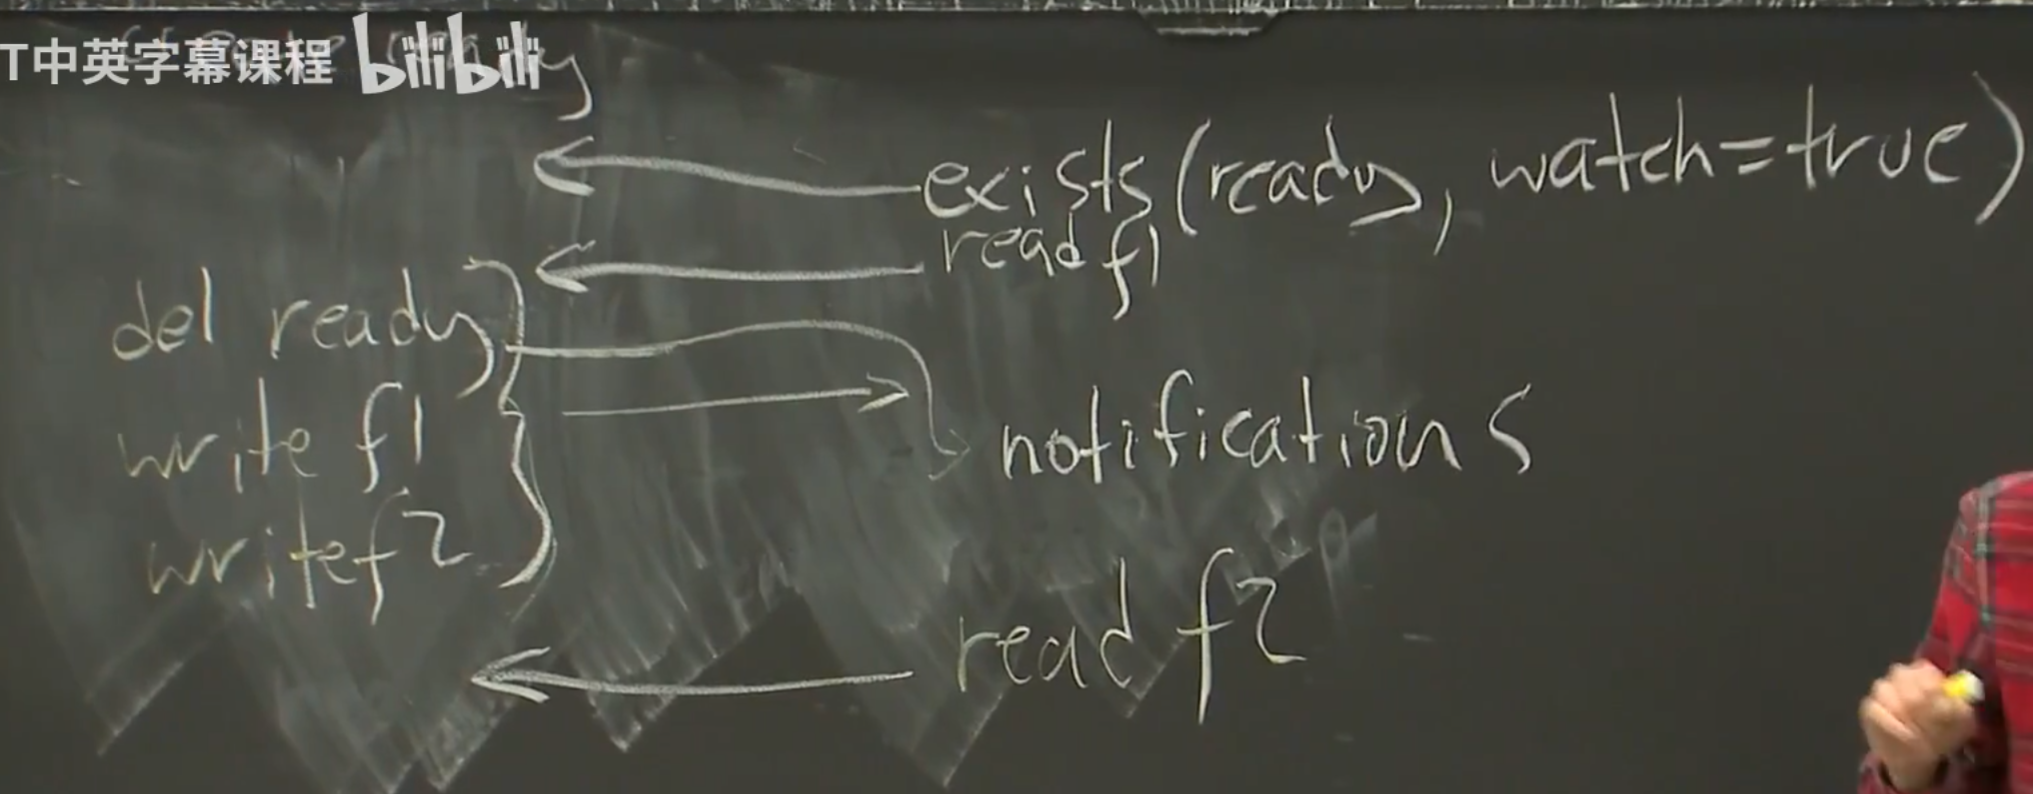 T中英字幕课程 bilibili
exists(ready, watch=true)
read f1
del ready
write f1
notifications
write f2
read f2